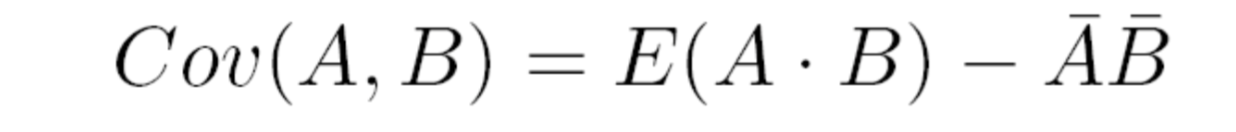 Cov(A, B) = E(A · B) − ĀB̄